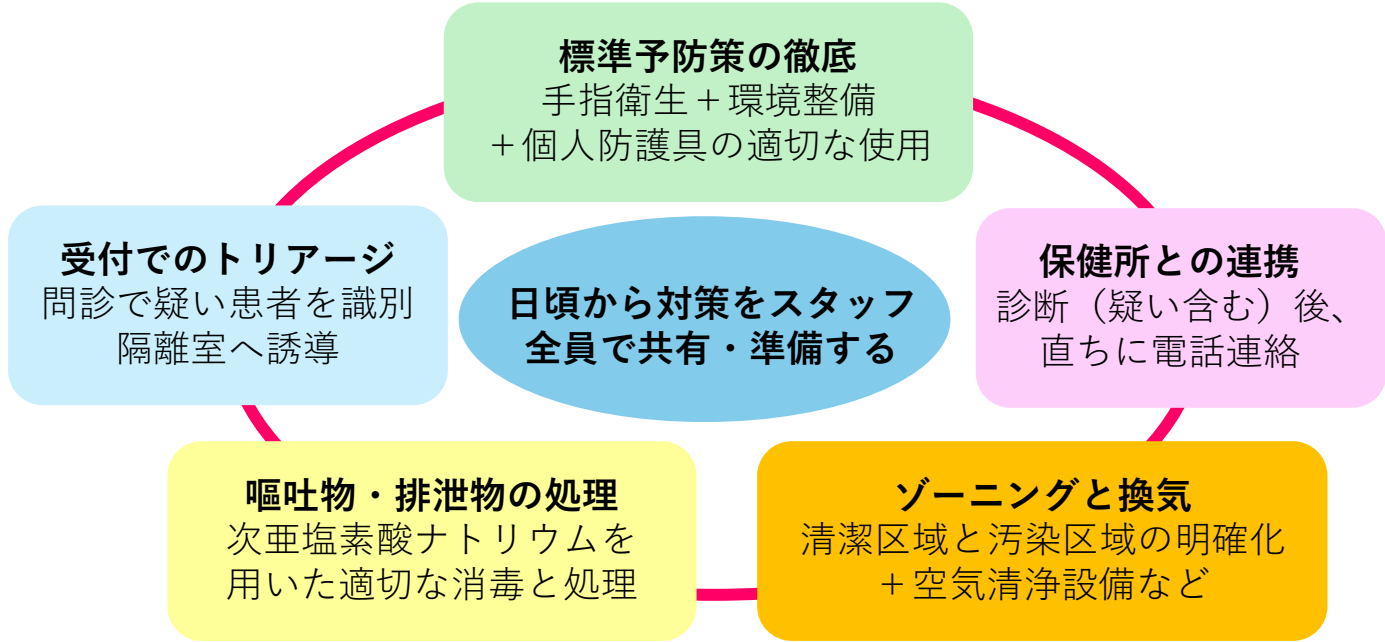 標準予防策の徹底
手指衛生＋環境整備
＋個人防護具の適切な使用
受付でのトリアージ
問診で疑い患者を識別
隔離室へ誘導
日頃から対策をスタッフ
全員で共有・準備する
保健所との連携
診断（疑い含む）後、
直ちに電話連絡
嘔吐物・排泄物の処理
次亜塩素酸ナトリウムを
用いた適切な消毒と処理
ゾーニングと換気
清潔区域と汚染区域の明確化
＋空気清浄設備など